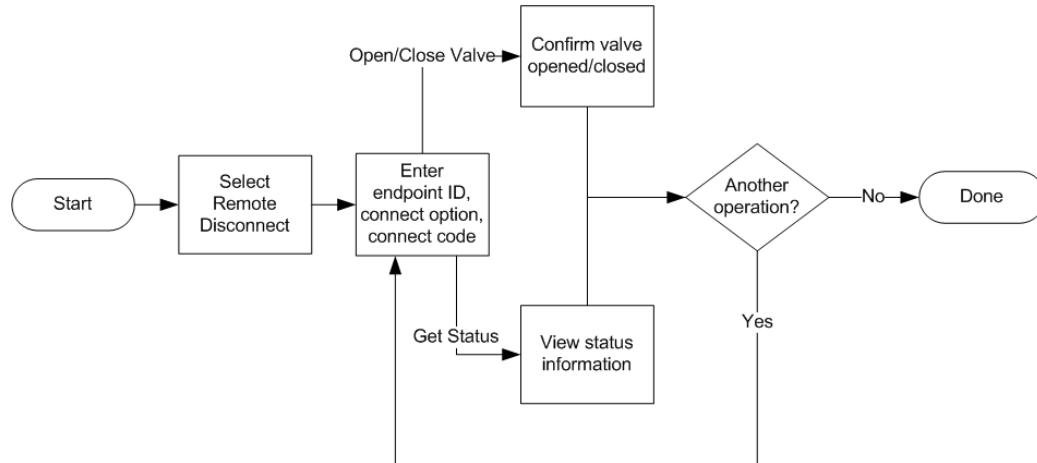 Start
Select
Remote
Disconnect
Enter
endpoint ID,
connect option,
connect code
Open/Close Valve
Confirm valve
opened/closed
Get Status
View status
information
Another
operation?
No
Done
Yes